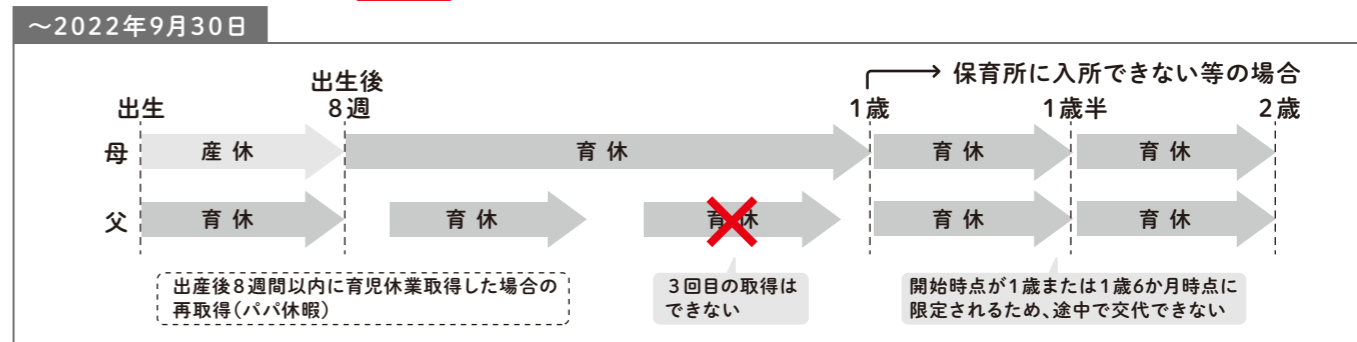 ～2022年9月30日
保育所に入所できない等の場合
出生
出生後
8週
1歳
1歳半
2歳
母
産休
育休
育休
育休
父
育休
育休
育休
育休
育休
出産後8週間以内に育児休業取得した場合の
再取得(パパ休暇)
3回目の取得は
できない
開始時点が1歳または1歳6か月時点に
限定されるため、途中で交代できない